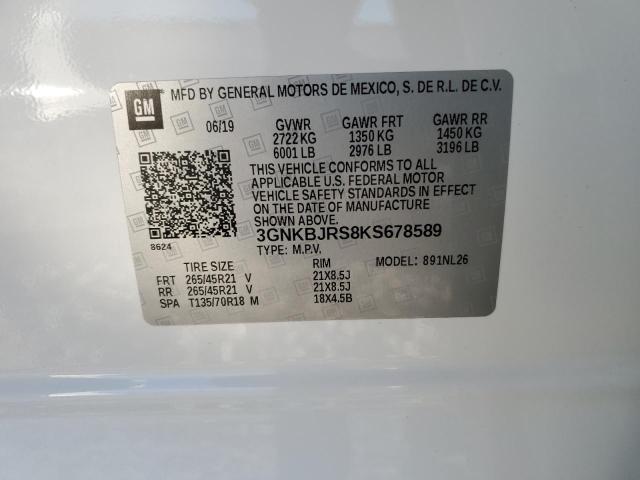 GM
* MFD BY GENERAL MOTORS DE MEXICO, S. DE R.L. DE C.V.
06/19 GVWR GAWR FRT GAWR RR
2722 KG 1350 KG 1450 KG
6001 LB 2976 LB 3196 LB
THIS VEHICLE CONFORMS TO ALL
APPLICABLE U.S. FEDERAL MOTOR
VEHICLE SAFETY STANDARDS IN EFFECT
ON THE DATE OF MANUFACTURE
SHOWN ABOVE.
8624 3GNKBJRS8KS678589
TYPE: M.P.V. MODEL: 891NL26
TIRE SIZE RIM
FRT 265/45R21 V 21X8.5J
RR 265/45R21 V 21X8.5J
SPA T135/70R18 M 18X4.5B